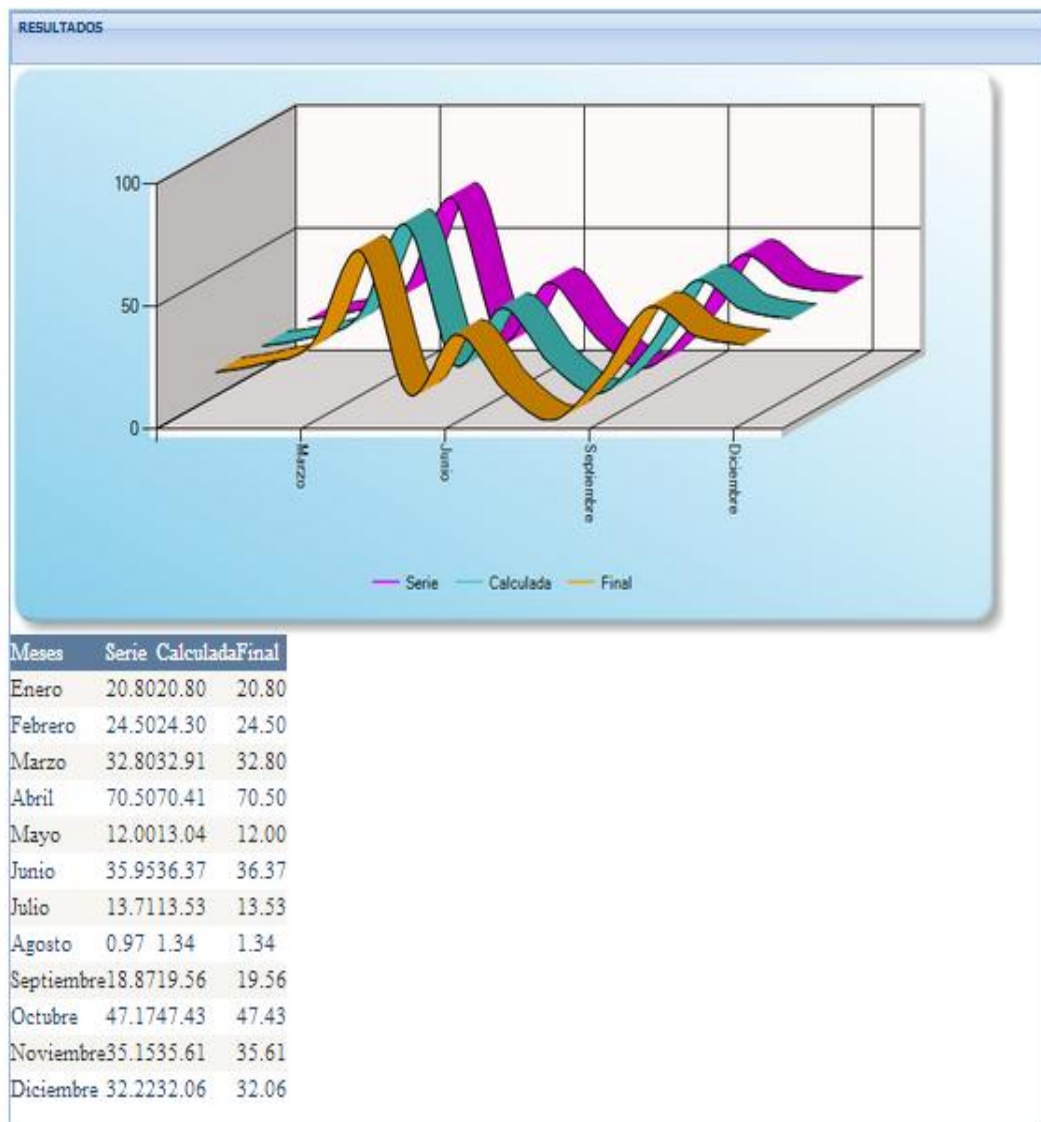 RESULTADOS
100
50
0
Marzo
Junio
Septiembre
Diciembre
Serie Calculada Final
Meses Serie Calculada Final
Enero 20.80 20.80 20.80
Febrero 24.50 24.30 24.50
Marzo 32.80 32.91 32.80
Abril 70.50 70.41 70.50
Mayo 12.00 13.04 12.00
Junio 35.95 36.37 36.37
Julio 13.71 13.53 13.53
Agosto 0.97 1.34 1.34
Septiembre 18.87 19.56 19.56
Octubre 47.17 47.43 47.43
Noviembre 35.15 35.61 35.61
Diciembre 32.22 32.06 32.06